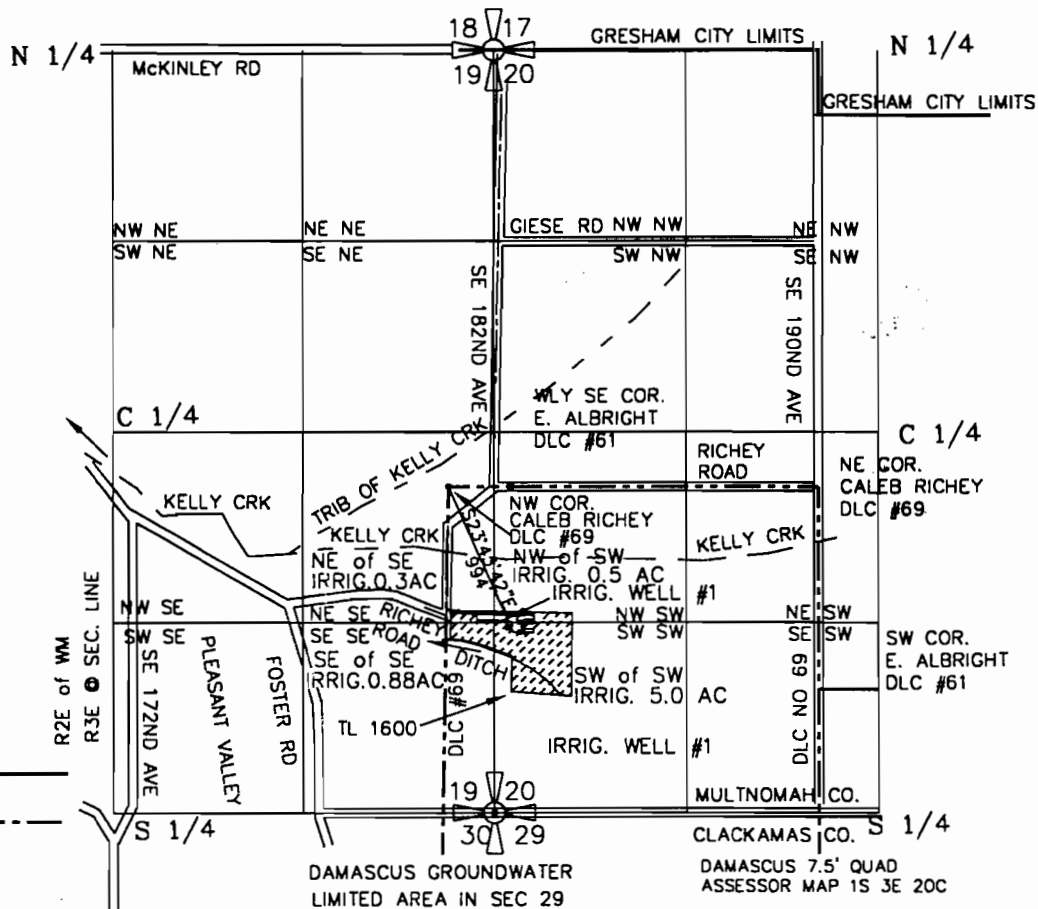 18 17
GRESHAM CITY LIMITS
N 1/4
N 1/4
McKINLEY RD
19 20
GRESHAM CITY LIMITS
NW NE
NE NE
GIESE RD NW NW
NE NW
SW NE
SE NE
SW NW
SE NW
SE 182ND AVE
SE 190ND AVE
WLY SE COR.
E. ALBRIGHT
DLC #61
C 1/4
C 1/4
TRIB OF KELLY CRK
RICHEY
ROAD
NE COR.
CALEB RICHEY
DLC #69
KELLY CRK
NW COR.
CALEB RICHEY
DLC #69
994
KELLY CRK
KELLY CRK
NE of SE
IRRIG.0.3AC
NW of SW
IRRIG. 0.5 AC
IRRIG. WELL #1
NW SE
NE SE
NW SW
NE SW
SW SE
SE SE
SW SW
SE SW
RICHEY
ROAD
DITCH
SE of SE
IRRIG.0.88AC
SW of SW
IRRIG. 5.0 AC
SW COR.
E. ALBRIGHT
DLC #61
R2E of WM
R3E @ SEC. LINE
SE 172ND AVE
PLEASANT VALLEY
FOSTER RD
TL 1600
DLC #69
DLC NO 69
IRRIG. WELL #1
19 20
MULTNOMAH CO.
S 1/4
30 29
CLACKAMAS CO.
S 1/4
DAMASCUS GROUNDWATER
LIMITED AREA IN SEC 29
DAMASCUS 7.5' QUAD
ASSESSOR MAP 1S 3E 20C